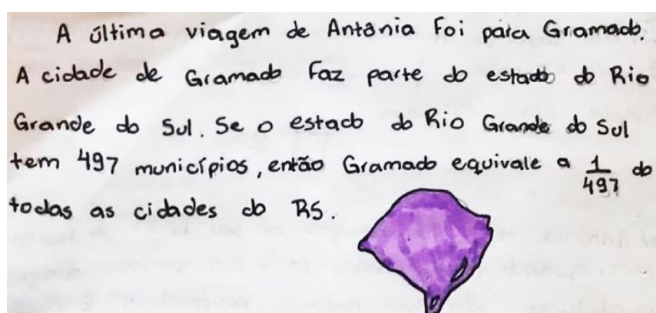 A última viagem de Antônia foi para Gramado.
A cidade de Gramado faz parte do estado do Rio
Grande do Sul. Se o estado do Rio Grande do Sul
tem 497 municípios, então Gramado equivale a 1/497 do
todas as cidades do RS.